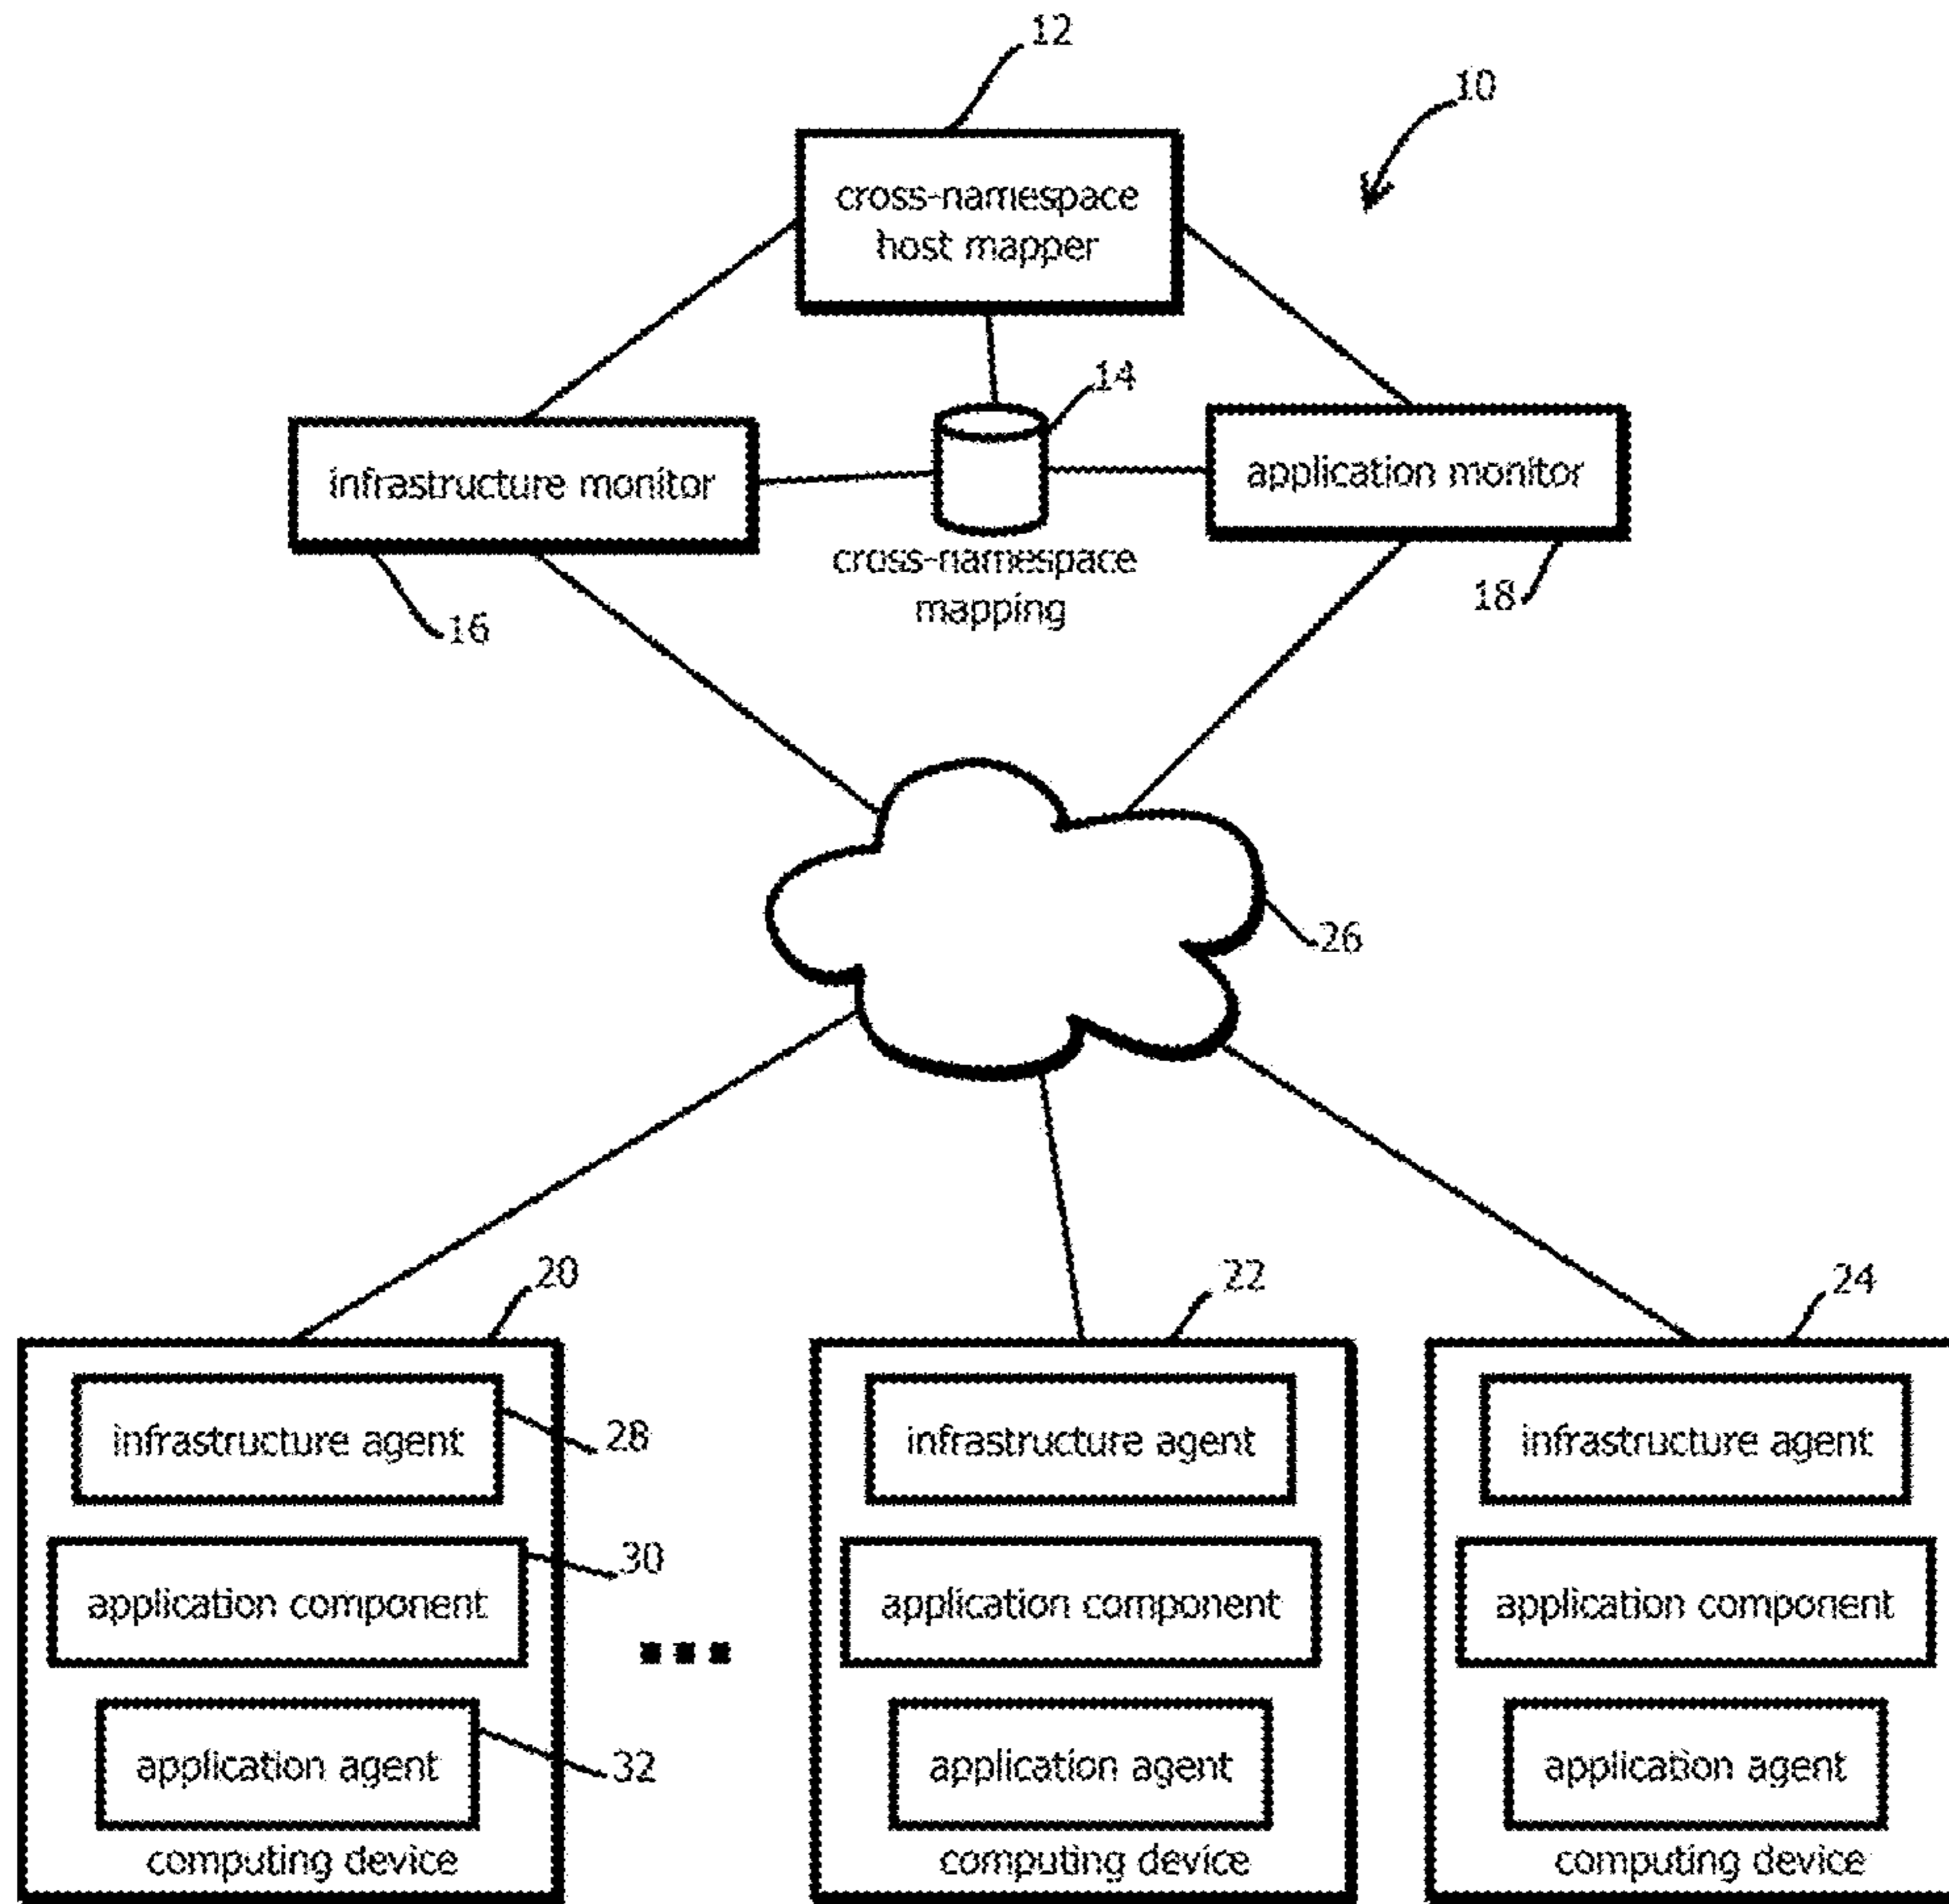 12
10
cross-namespace
host mapper
14
infrastructure monitor
application monitor
cross-namespace
mapping
16
18
26
20
22
24
infrastructure agent
28
infrastructure agent
infrastructure agent
30
application component
application component
application component
application agent
32
application agent
application agent
computing device
computing device
computing device